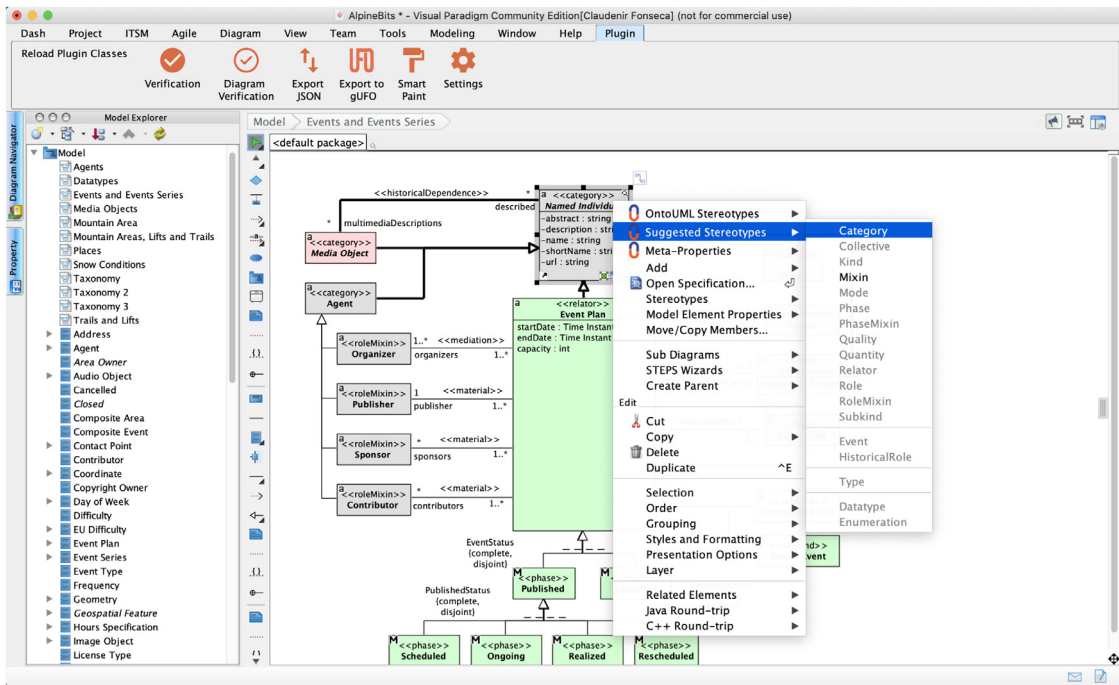 AlpineBits * - Visual Paradigm Community Edition[Claudenir Fonseca] (not for commercial use)
Dash Project ITSM Agile Diagram View Team Tools Modeling Window Help Plugin
Reload Plugin Classes
Verification
Diagram Verification
Export JSON
Export to gUFO
Smart Paint
Settings
Diagram Navigator
Property
Model Explorer
Model
Agents
Datatypes
Events and Events Series
Media Objects
Mountain Area
Mountain Areas, Lifts and Trails
Places
Snow Conditions
Taxonomy
Taxonomy 2
Taxonomy 3
Trails and Lifts
Address
Agent
Area Owner
Audio Object
Cancelled
Closed
Composite Area
Composite Event
Contact Point
Contributor
Coordinate
Copyright Owner
Day of Week
Difficulty
EU Difficulty
Event Plan
Event Series
Event Type
Frequency
Geometry
Geospatial Feature
Hours Specification
Image Object
License Type
Model Events and Events Series
<default package>
<<historicalDependence>> *
described
* multimediaDescriptions
a <<category>>
Media Object
a <<category>>
Agent
a <<category>>
Named Individu
-abstract : string
-description : stri
-name : string
-shortName : stri
-url : string
a <<relator>>
Event Plan
startDate : Time Instant
endDate : Time Instant
capacity : int
a <<roleMixin>>
Organizer
1..* <<mediation>>
organizers 1..*
a <<roleMixin>>
Publisher
1 <<material>>
publisher 1..*
a <<roleMixin>>
Sponsor
* <<material>>
sponsors 1..*
a <<roleMixin>>
Contributor
* <<material>>
contributors 1..*
EventStatus
{complete,
disjoint}
M <<phase>>
Published
M
nd>>
vent
PublishedStatus
{complete,
disjoint}
M <<phase>>
Scheduled
M <<phase>>
Ongoing
M <<phase>>
Realized
M <<phase>>
Rescheduled
OntoUML Stereotypes
Suggested Stereotypes
Meta-Properties
Add
Open Specification...
Stereotypes
Model Element Properties
Move/Copy Members...
Sub Diagrams
STEPS Wizards
Create Parent
Edit
Cut
Copy
Delete
Duplicate ^E
Selection
Order
Grouping
Styles and Formatting
Presentation Options
Layer
Related Elements
Java Round-trip
C++ Round-trip
Category
Collective
Kind
Mixin
Mode
Phase
PhaseMixin
Quality
Quantity
Relator
Role
RoleMixin
Subkind
Event
HistoricalRole
Type
Datatype
Enumeration